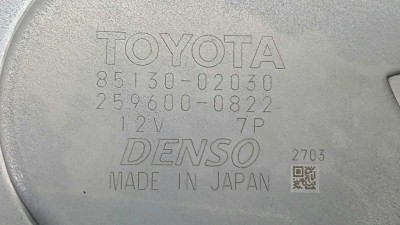 TOYOTA
85130-02030
259600-0822
12V 7P
DENSO 2703
MADE IN JAPAN